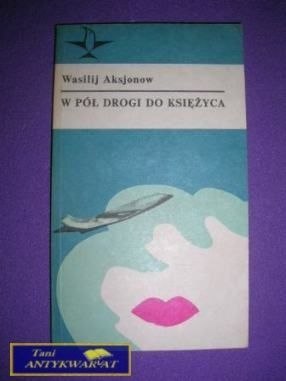 Wasilij Aksjonow
W PÓŁ DROGI DO KSIĘŻYCA
Tani
ANTYKWARIAT